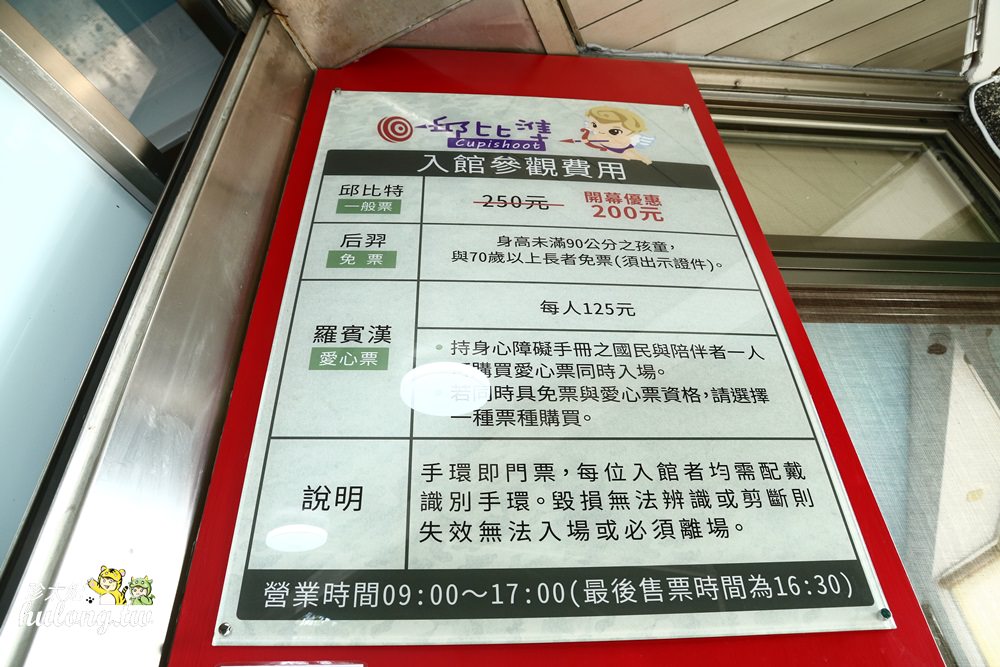 邱比準
Cupishoot
入館參觀費用
邱比特
一般票
250元
開幕優惠
200元
后羿
免票
身高未滿90公分之孩童,
與70歲以上長者免票(須出示證件)。
羅賓漢
愛心票
每人125元
• 持身心障礙手冊之國民與陪伴者一人
購買愛心票同時入場。
若同時具免票與愛心票資格,請選擇
一種票種購買。
說明
手環即門票,每位入館者均需配戴
識別手環。毀損無法辨識或剪斷則
失效無法入場或必須離場。
營業時間09:00~17:00(最後售票時間為16:30)
hulong.tw